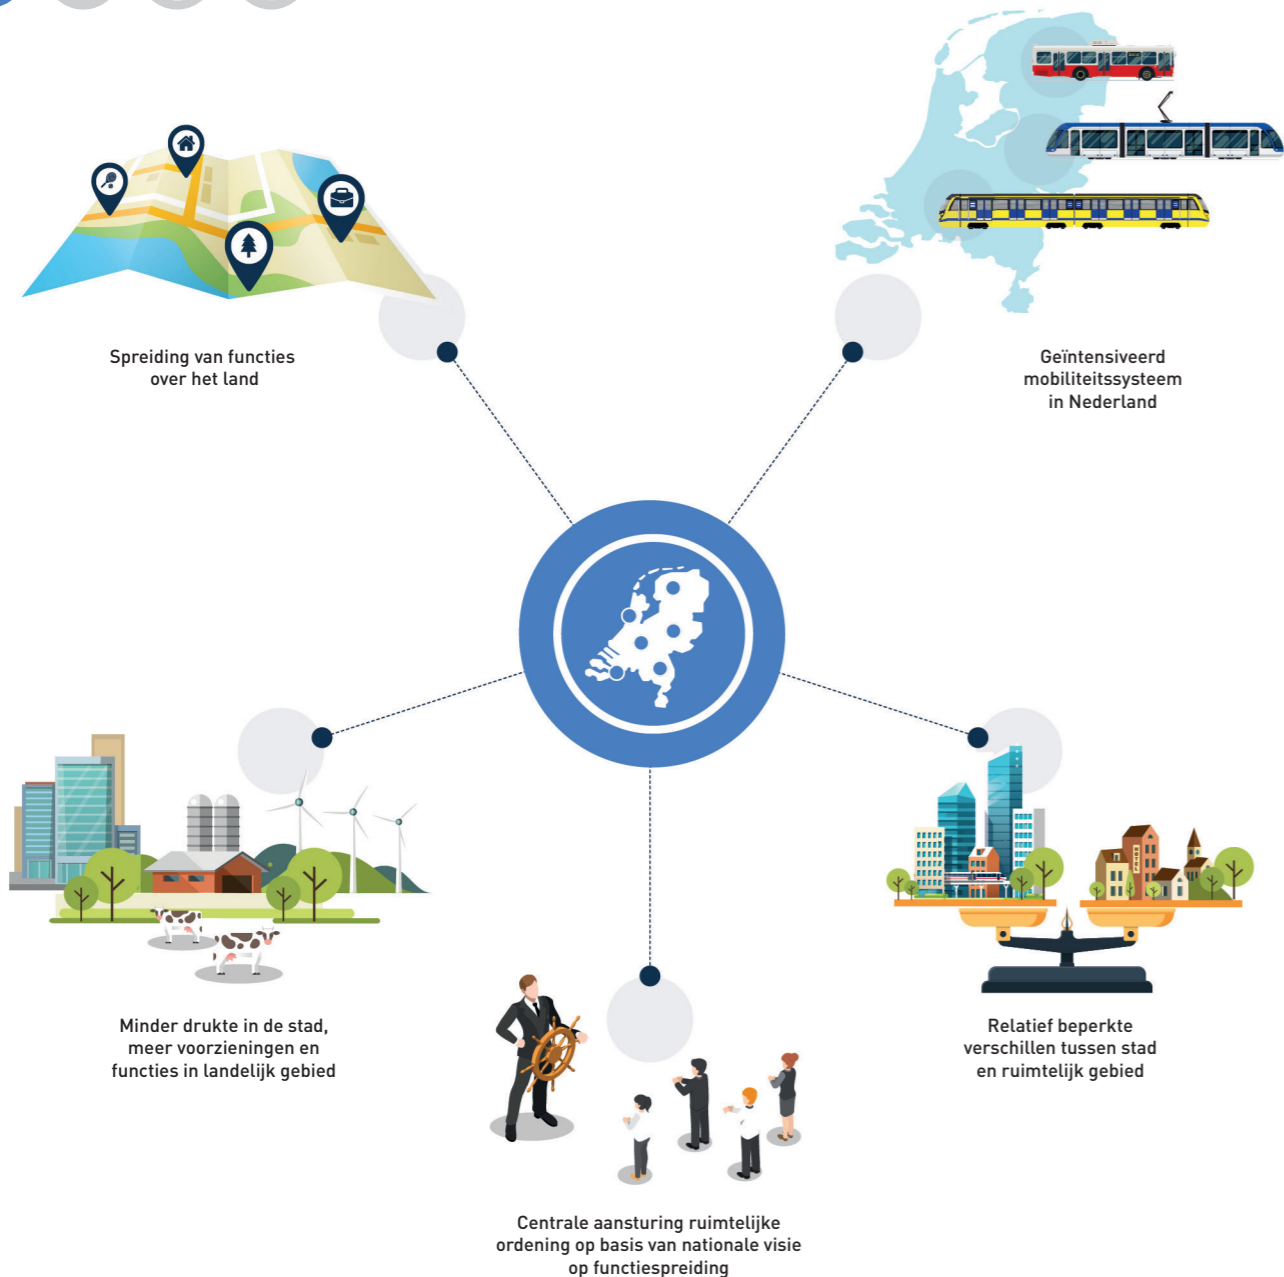 Spreiding van functies
over het land
Geïntensiveerd
mobiliteitssysteem
in Nederland
Minder drukte in de stad,
meer voorzieningen en
functies in landelijk gebied
HOTEL
Relatief beperkte
verschillen tussen stad
en ruimtelijk gebied
Centrale aansturing ruimtelijke
ordening op basis van nationale visie
op functiespreiding